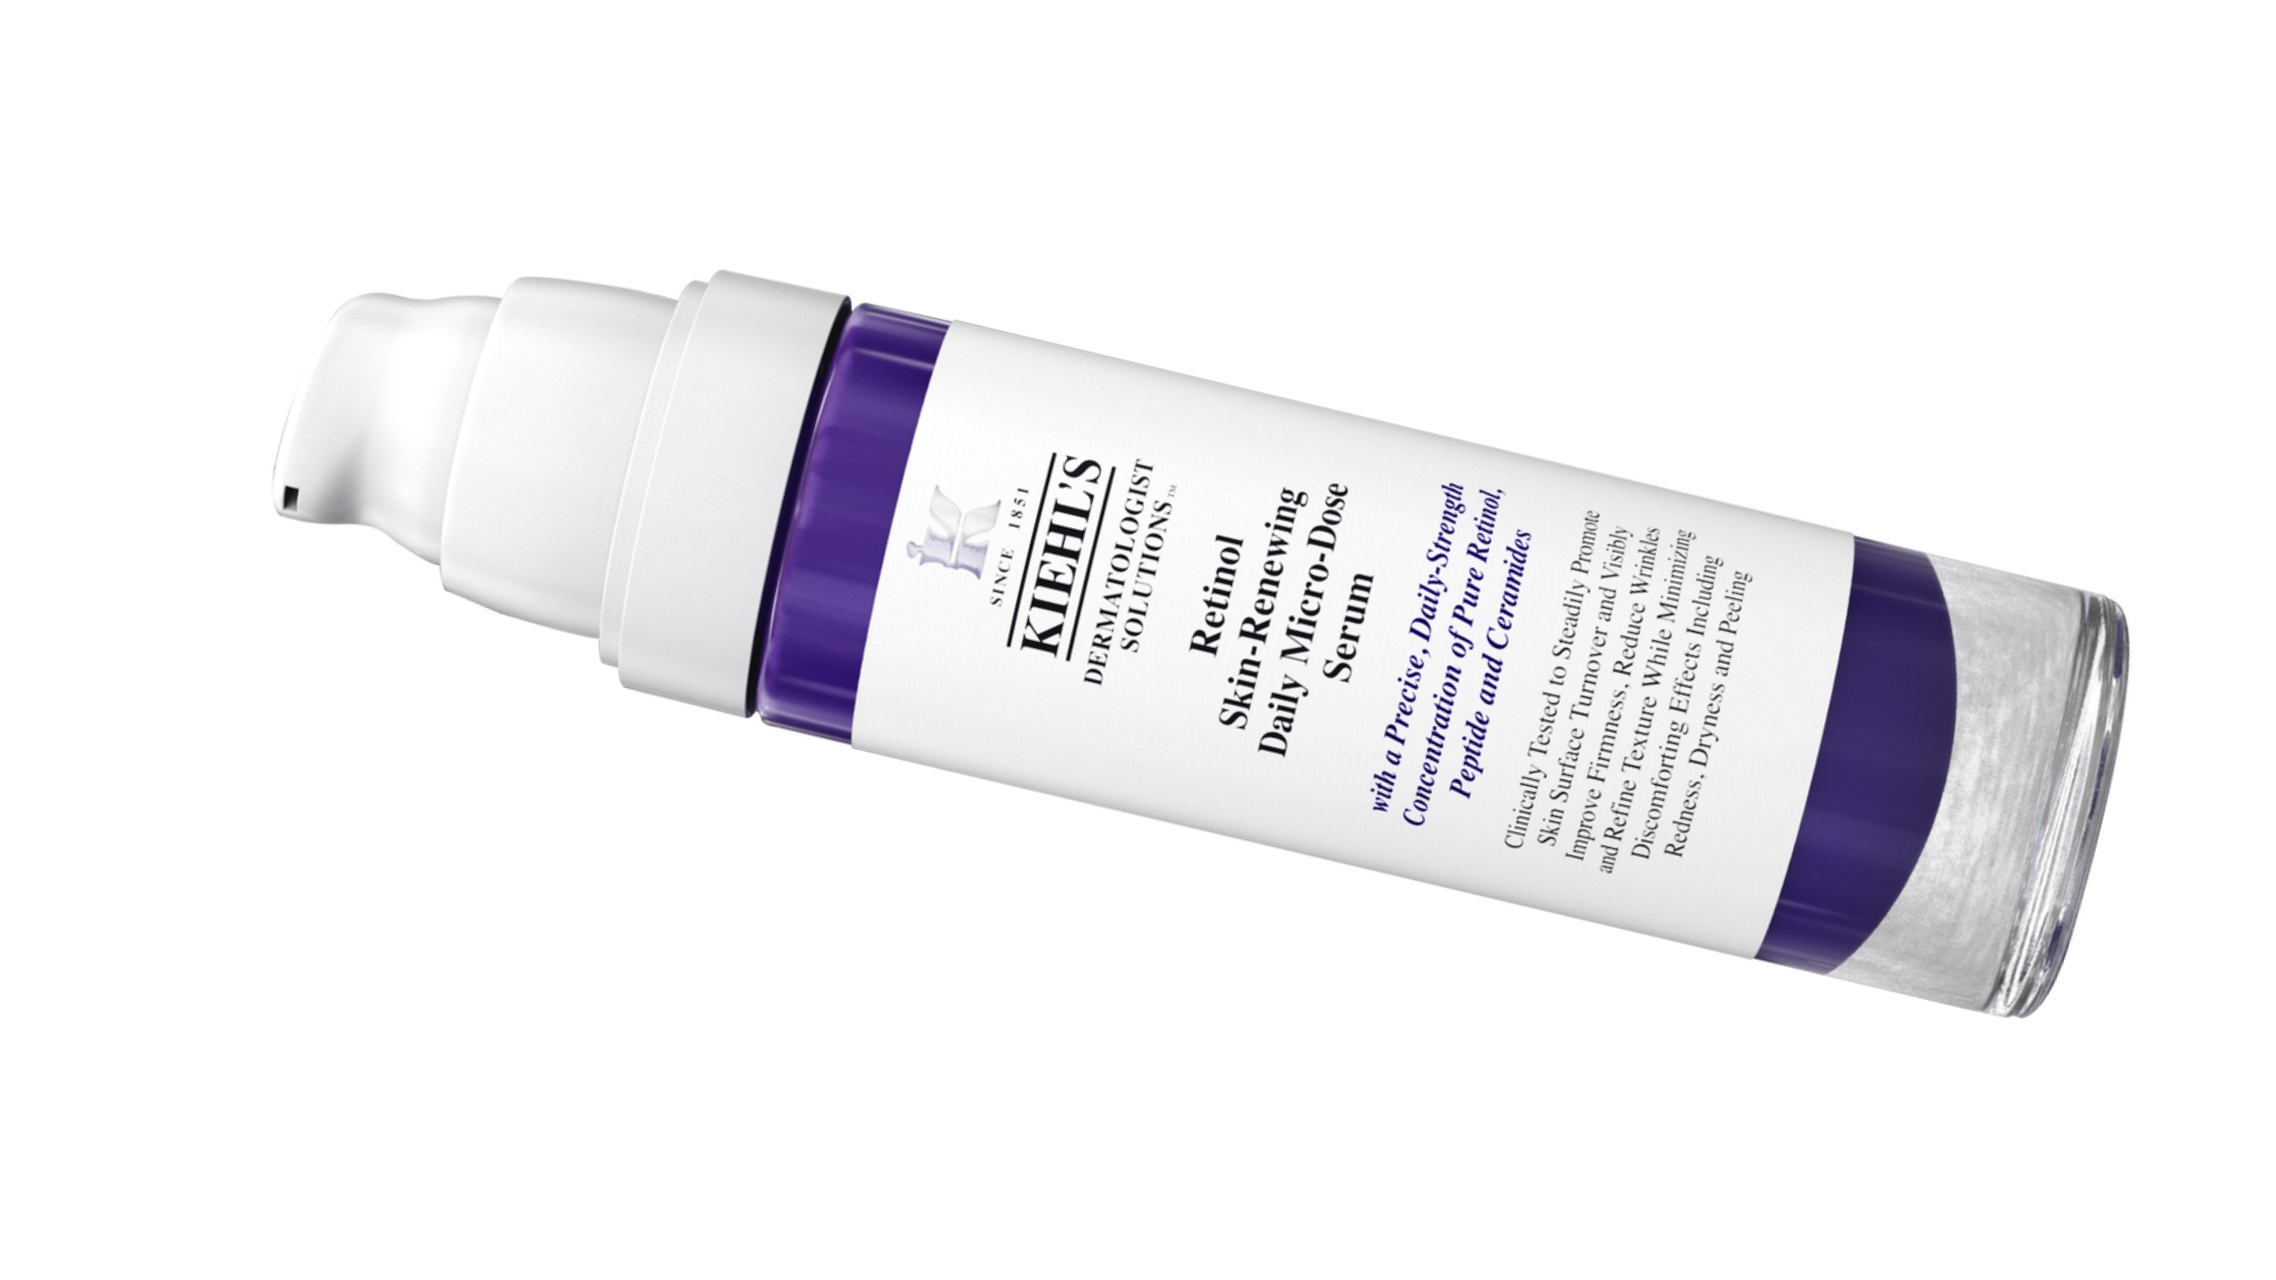 K
SINCE 1851
KIEHL'S
DERMATOLOGIST
SOLUTIONS™
Retinol
Skin-Renewing
Daily Micro-Dose
Serum
with a Precise, Daily-Strength
Concentration of Pure Retinol,
Peptide and Ceramides
Clinically Tested to Steadily Promote
Skin Surface Turnover and Visibly
Improve Firmness, Reduce Wrinkles
and Refine Texture While Minimizing
Discomforting Effects Including
Redness, Dryness and Peeling